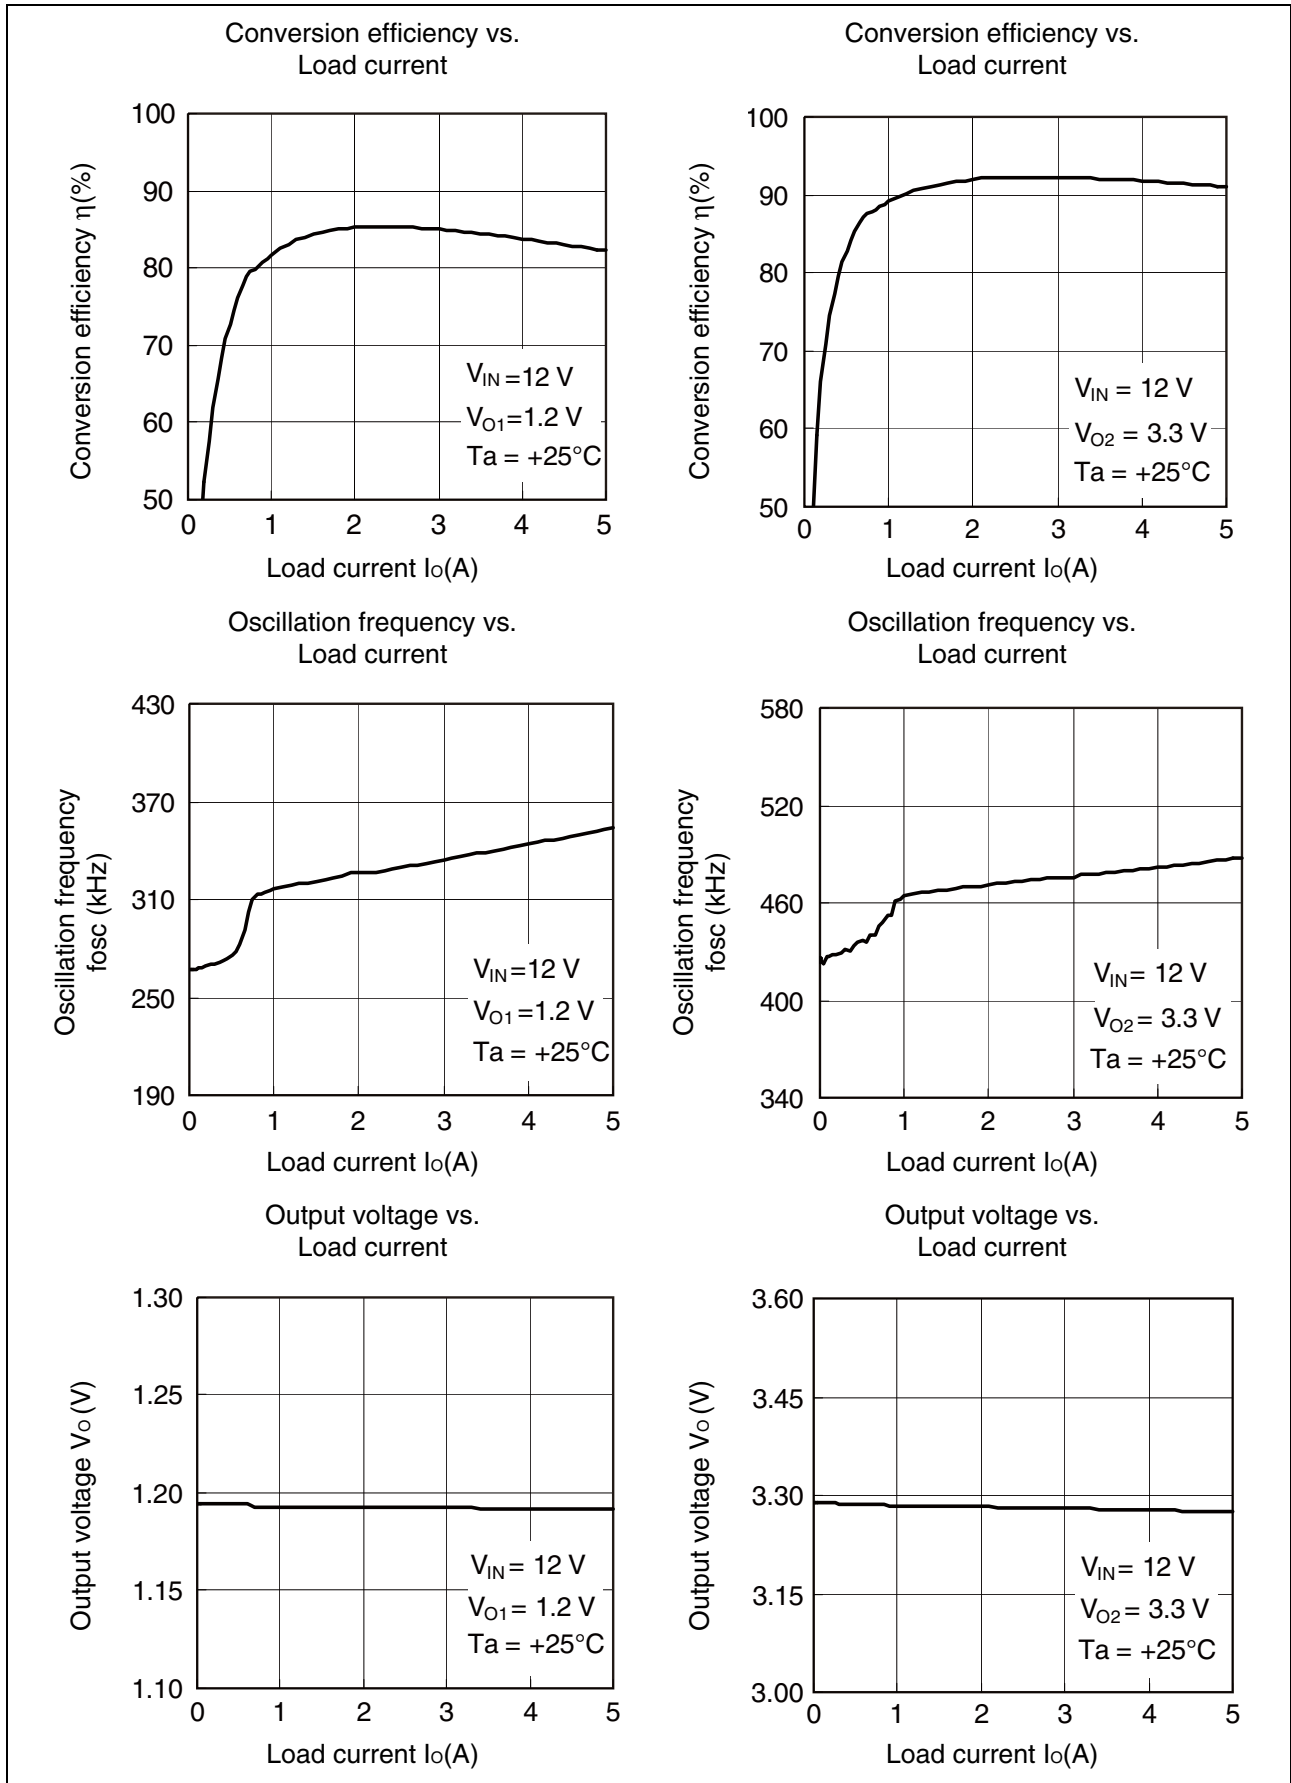 Conversion efficiency vs.
Load current
Conversion efficiency η(%)
100
90
80
70
60
50
0 1 2 3 4 5
VIN =12 V
VO1=1.2 V
Ta = +25°C
Load current IO(A)
Conversion efficiency vs.
Load current
Conversion efficiency η(%)
100
90
80
70
60
50
0 1 2 3 4 5
VIN = 12 V
VO2 = 3.3 V
Ta = +25°C
Load current IO(A)
Oscillation frequency vs.
Load current
Oscillation frequency
fosc (kHz)
430
370
310
250
190
0 1 2 3 4 5
VIN =12 V
VO1=1.2 V
Ta = +25°C
Load current IO(A)
Oscillation frequency vs.
Load current
Oscillation frequency
fosc (kHz)
580
520
460
400
340
0 1 2 3 4 5
VIN = 12 V
VO2 = 3.3 V
Ta = +25°C
Load current IO(A)
Output voltage vs.
Load current
Output voltage VO (V)
1.30
1.25
1.20
1.15
1.10
0 1 2 3 4 5
VIN = 12 V
VO1 = 1.2 V
Ta = +25°C
Load current IO(A)
Output voltage vs.
Load current
Output voltage VO (V)
3.60
3.45
3.30
3.15
3.00
0 1 2 3 4 5
VIN = 12 V
VO2 = 3.3 V
Ta = +25°C
Load current IO(A)